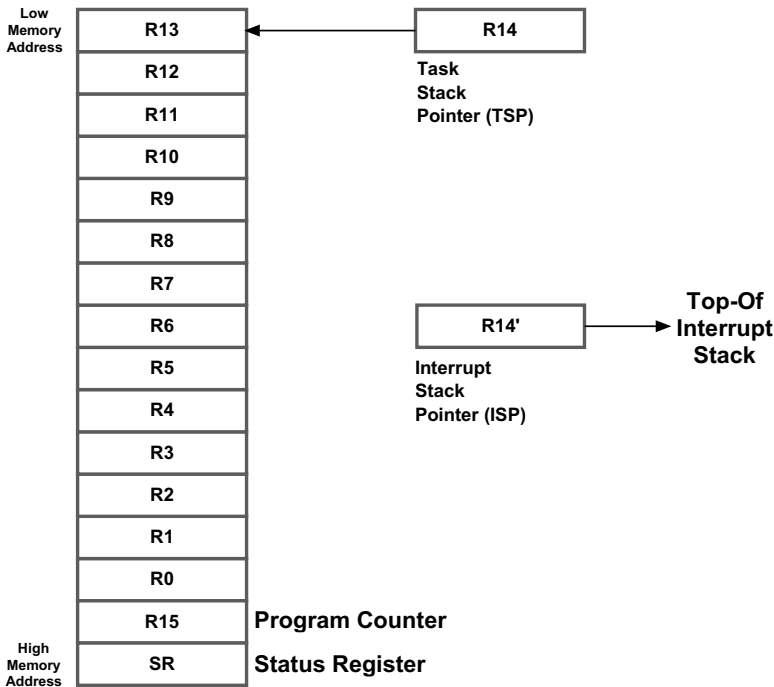 Low
Memory
Address
R13
R12
R11
R10
R9
R8
R7
R6
R5
R4
R3
R2
R1
R0
R15
SR
High
Memory
Address
Program Counter
Status Register
R14
Task
Stack
Pointer (TSP)
R14'
Interrupt
Stack
Pointer (ISP)
Top-Of
Interrupt
Stack